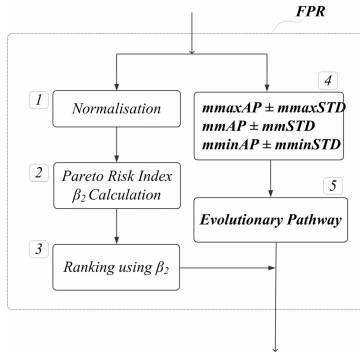 FPR
1
Normalisation
2
Pareto Risk Index
β₂ Calculation
3
Ranking using β₂
4
mmaxAP ± mmaxSTD
mmAP ± mmSTD
mminAP ± mminSTD
5
Evolutionary Pathway